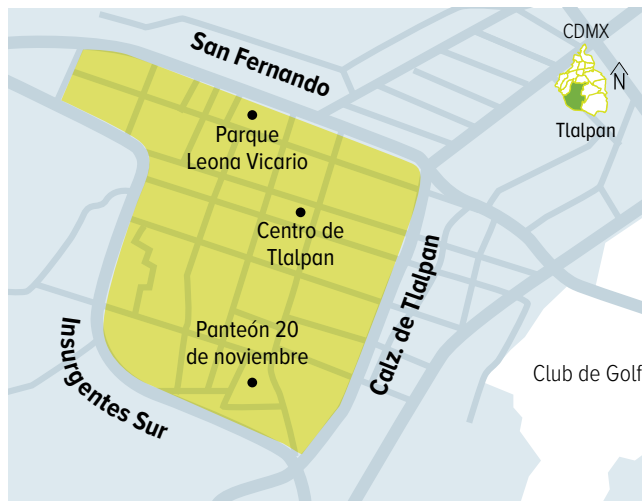 San Fernando
CDMX
N
Tlalpan
Parque
Leona Vicario
Centro de
Tlalpan
Calz. de Tlalpan
Panteón 20
de noviembre
Insurgentes Sur
Club de Golf